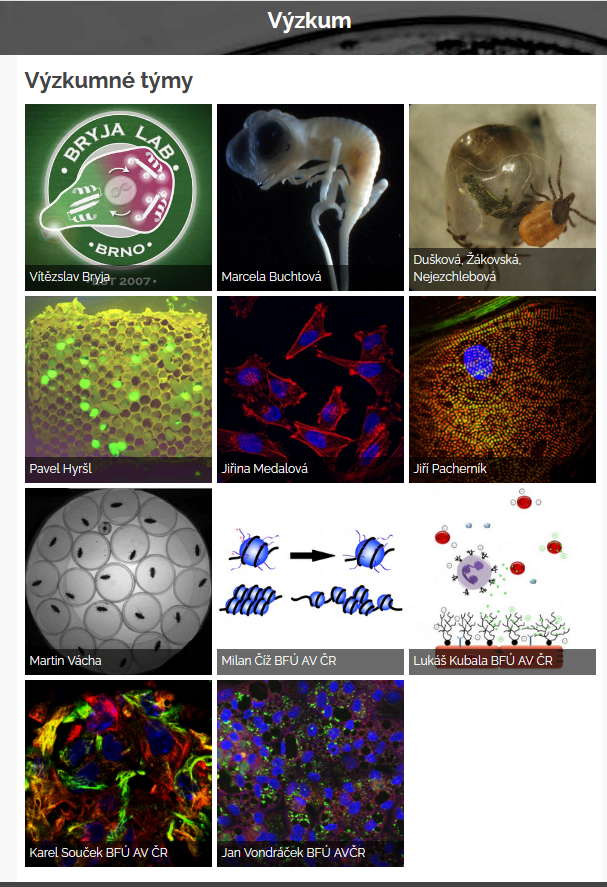 Výzkum
Výzkumné týmy
BRYJA LAB
BRNO
EST 2007
Vítězslav Bryja
Marcela Buchtová
Dušková, Žákovská,
Nejezchlebová
Pavel Hyršl
Jiřina Medalová
Jiří Pacherník
Martin Vácha
Milan Číž BFÚ AV ČR
Lukáš Kubala BFÚ AV ČR
Karel Souček BFÚ AV ČR
Jan Vondráček BFÚ AVČR